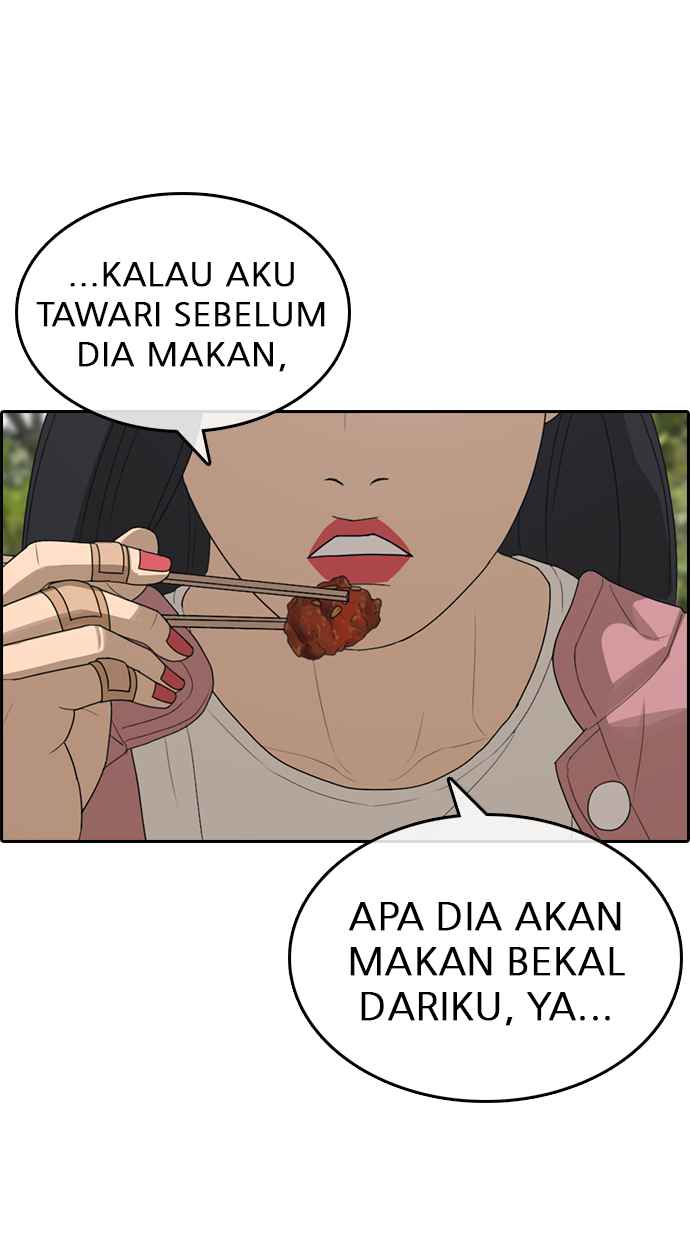 ...KALAU AKU
TAWARI SEBELUM
DIA MAKAN,
APA DIA AKAN
MAKAN BEKAL
DARIKU, YA...